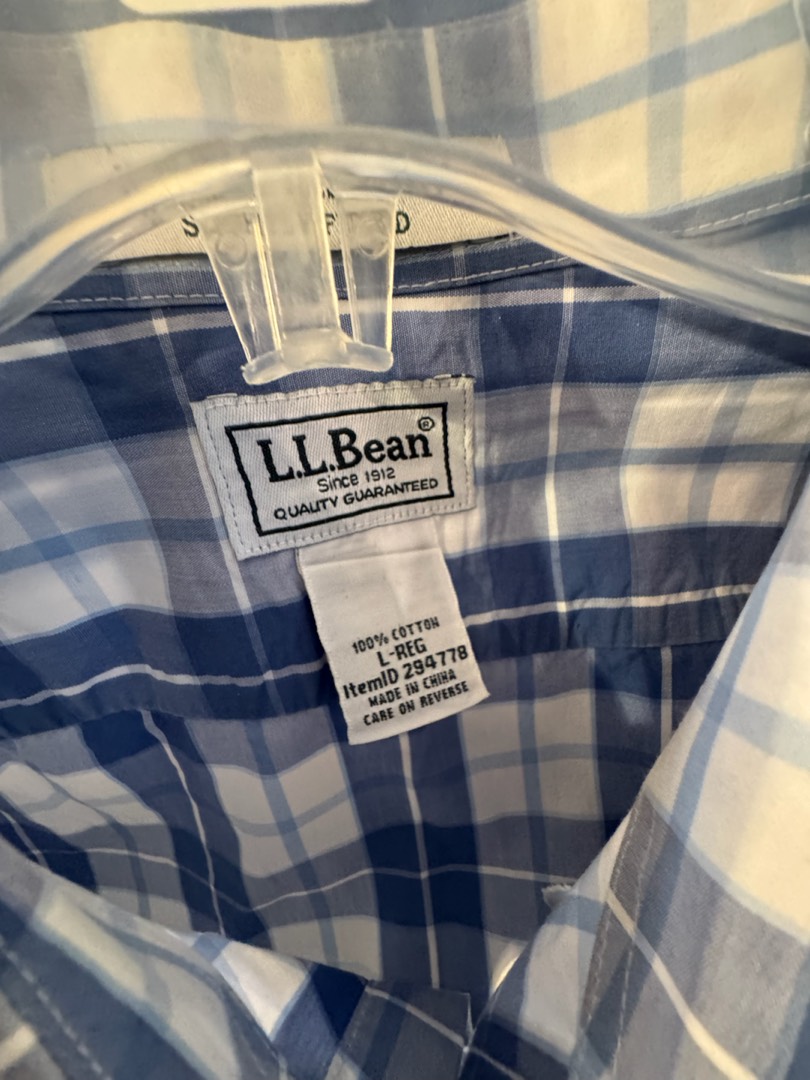 L.L.Bean®
Since 1912
QUALITY GUARANTEED
100% COTTON
L-REG
ItemID 294778
MADE IN CHINA
CARE ON REVERSE